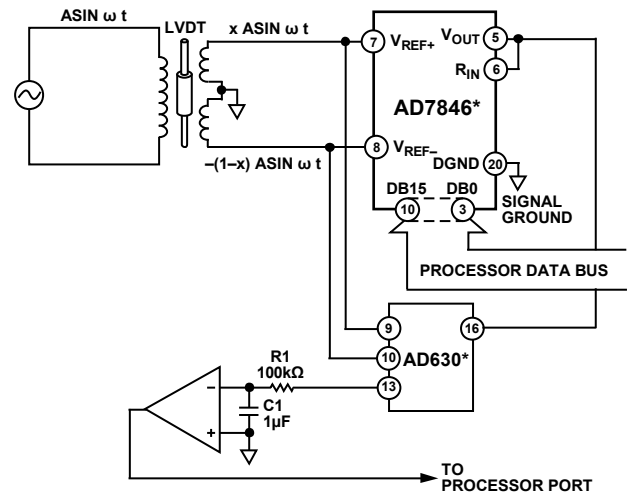 ASIN ω t
LVDT
x ASIN ω t
–(1–x) ASIN ω t
7
VREF+
VOUT
5
RIN
6
AD7846*
8
VREF–
DGND
20
DB15
DB0
10
3
SIGNAL
GROUND
PROCESSOR DATA BUS
9
16
10
AD630*
13
R1
100kΩ
C1
1µF
–
+
TO
PROCESSOR PORT